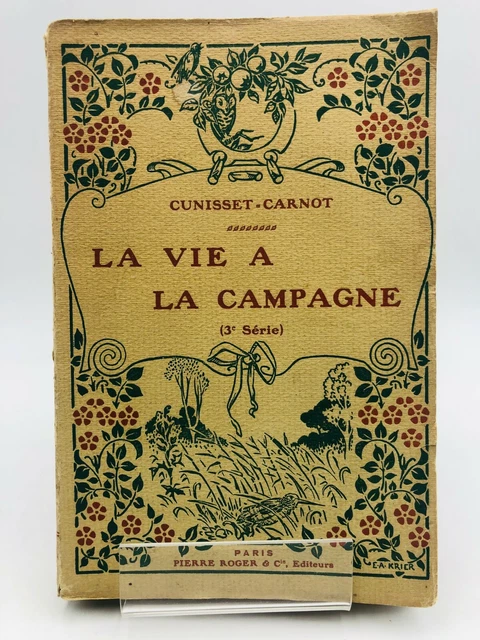 CUNISSET-CARNOT
LA VIE A
LA CAMPAGNE
(3e Série)
PARIS
PIERRE ROGER & Cie, Editeurs
E.A. KRIER